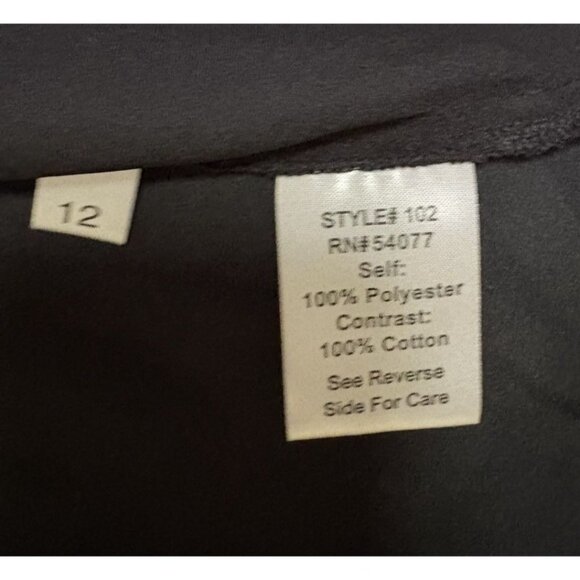 12
STYLE# 102
RN#54077
Self:
100% Polyester
Contrast:
100% Cotton
See Reverse
Side For Care